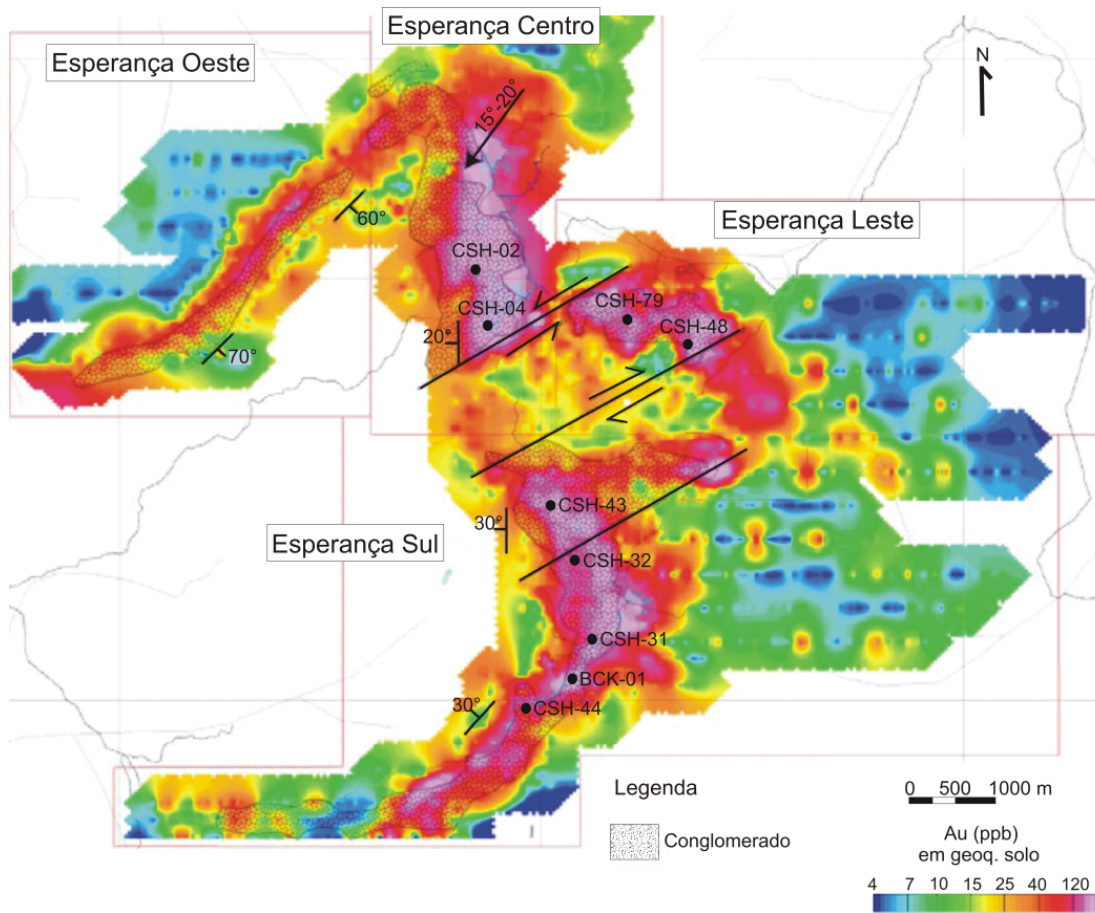 Esperança Centro
Esperança Oeste
N
15°-20°
60°
Esperança Leste
CSH-02
CSH-79
CSH-04
CSH-48
20°
70°
CSH-43
30°
Esperança Sul
CSH-32
CSH-31
BCK-01
30°
CSH-44
Legenda
0 500 1000 m
Conglomerado
Au (ppb)
em geoq. solo
4 7 10 15 25 40 120